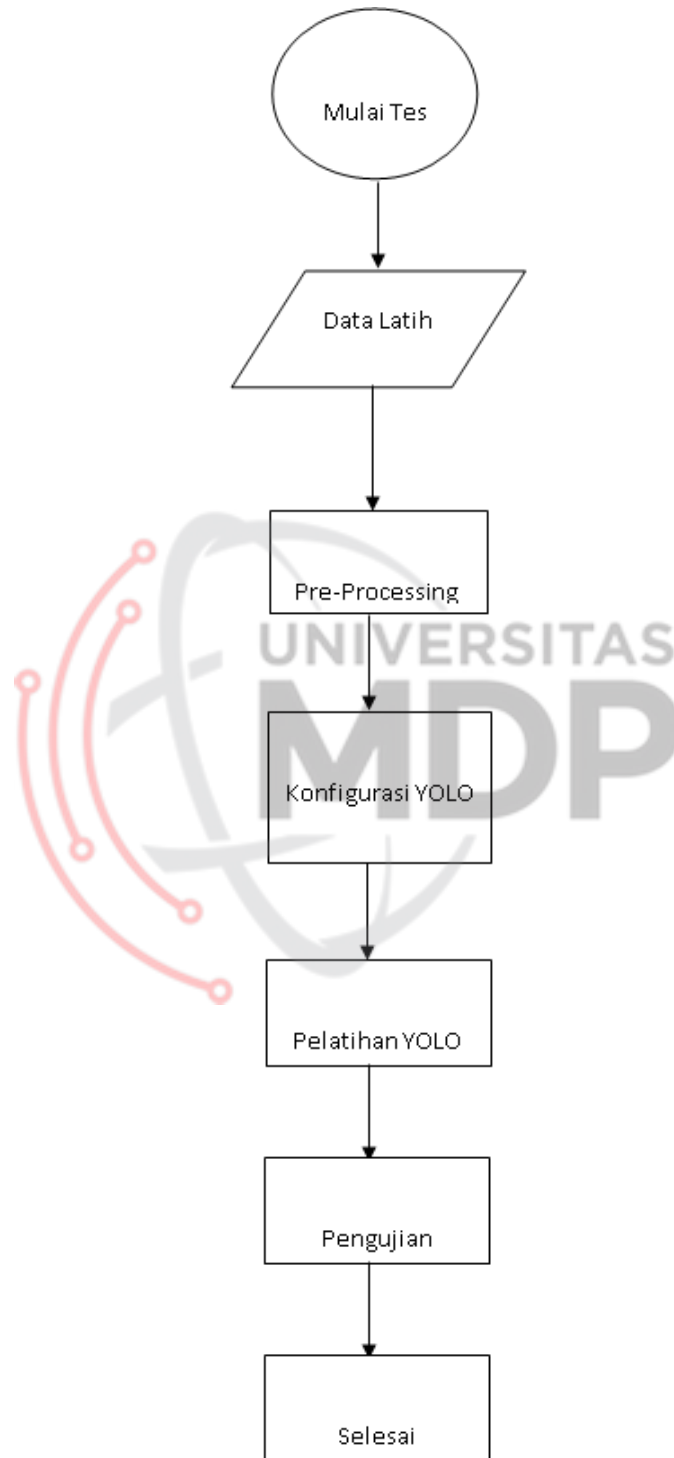 Mulai Tes
Data Latih
Pre-Processing
UNIVERSITAS
MDP
Konfigurasi YOLO
Pelatihan YOLO
Pengujian
Selesai